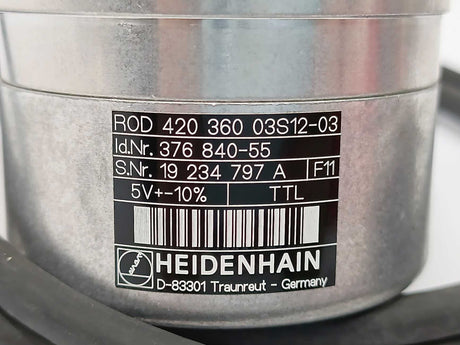 ROD 420 360 03S12-03
Id.Nr. 376 840-55
S.Nr. 19 234 797 A F11
5V+-10% TTL
HEIDENHAIN
D-83301 Traunreut - Germany